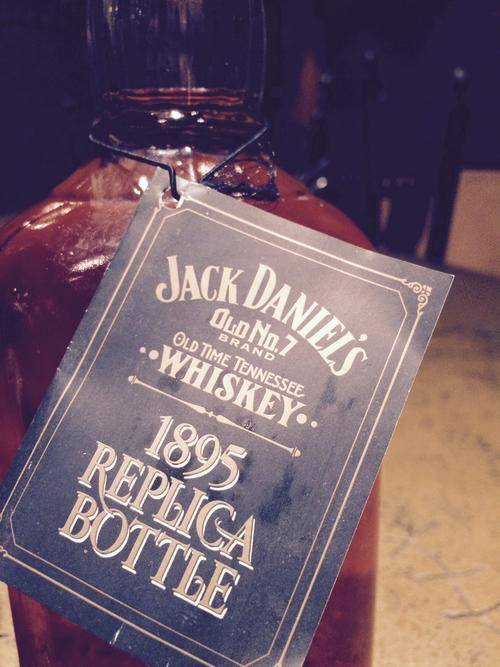 JACK DANIEL'S
OLD No.7
BRAND
OLD TIME TENNESSEE
WHISKEY
1895
REPLICA
BOTTLE